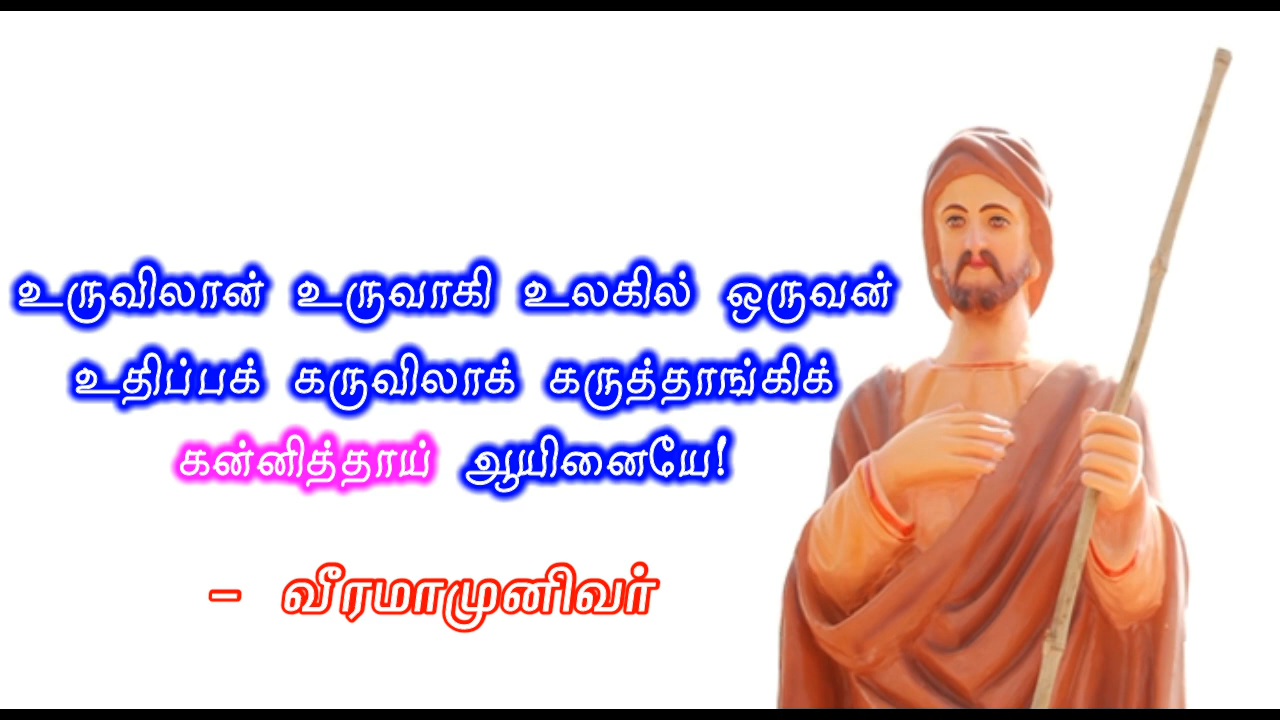 உருவிலான் உருவாகி உலகில் ஒருவன்
உதிப்பக் கருவிலாக் கருத்தாங்கிக்
கன்னித்தாய் ஆயினையே!
- வீரமாமுனிவர்